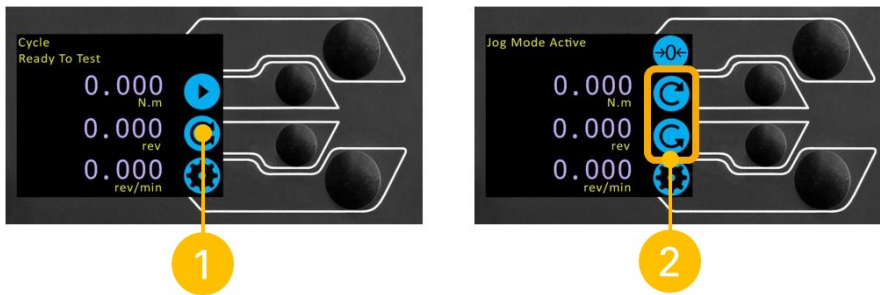 Cycle
Ready To Test
0.000
N.m
0.000
rev
0.000
rev/min
1
Jog Mode Active
→0←
0.000
N.m
0.000
rev
0.000
rev/min
2